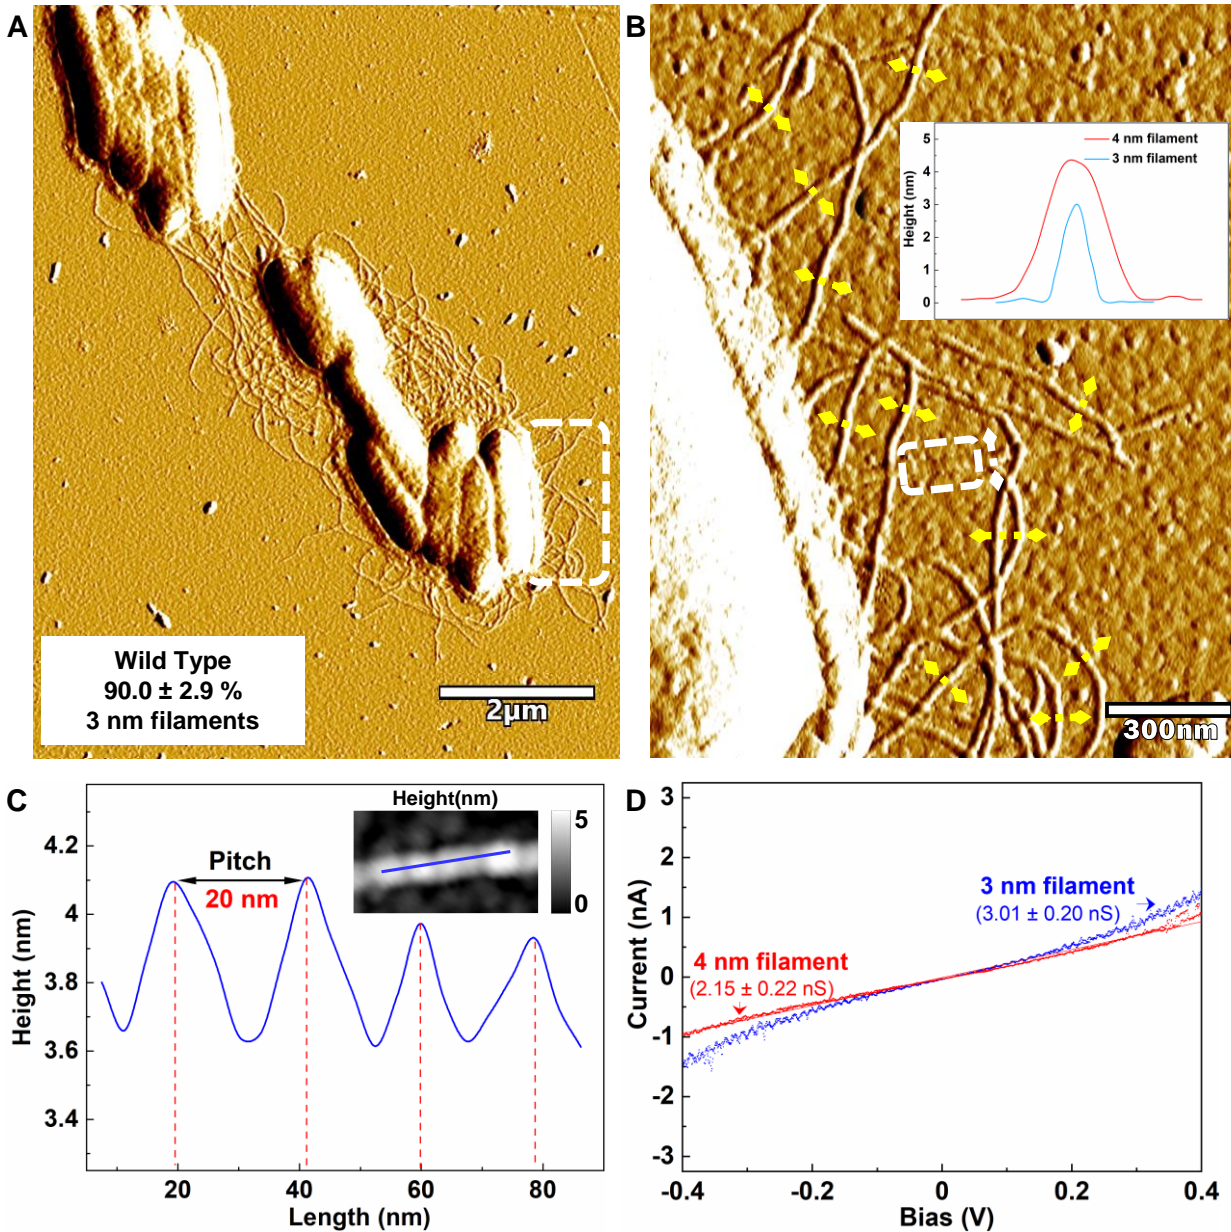 A
Wild Type
90.0 ± 2.9 %
3 nm filaments
2µm
B
4 nm filament
3 nm filament
Height (nm)
5
4
3
2
1
0
300nm
C
Height(nm)
5
0
Pitch
20 nm
Height (nm)
4.2
4
3.8
3.6
3.4
20
40
60
80
Length (nm)
D
3 nm filament
(3.01 ± 0.20 nS)
4 nm filament
(2.15 ± 0.22 nS)
Current (nA)
3
2
1
0
-1
-2
-3
-0.4
-0.2
0
0.2
0.4
Bias (V)